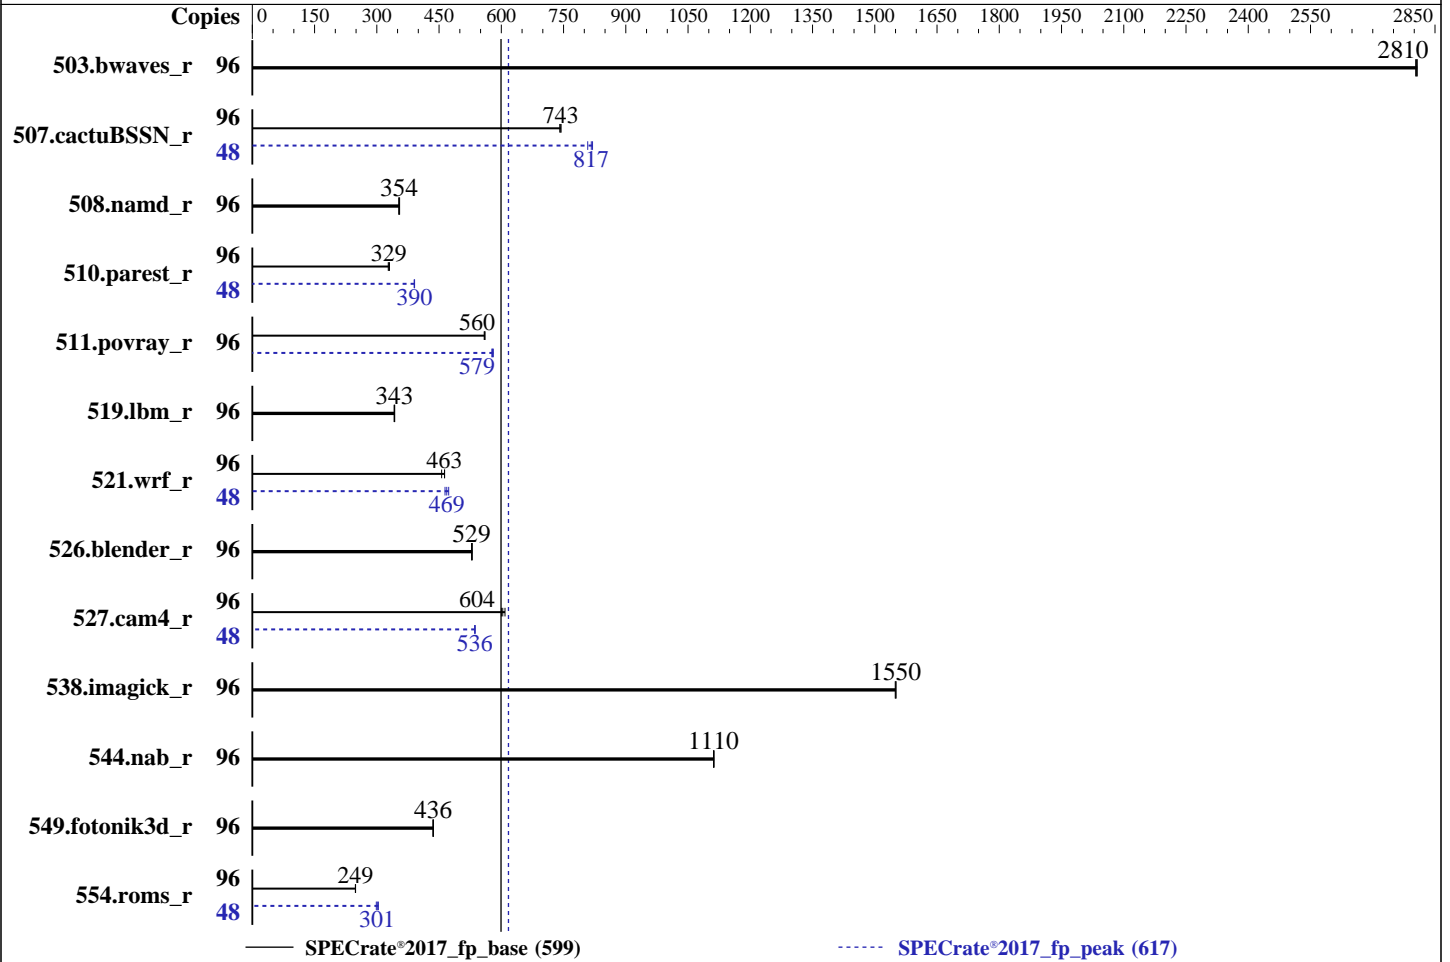 Copies 0 150 300 450 600 750 900 1050 1200 1350 1500 1650 1800 1950 2100 2250 2400 2550 2850
503.bwaves_r 96 2810
507.cactuBSSN_r 96 743
48 817
508.namd_r 96 354
510.parest_r 96 329
48 390
511.povray_r 96 560
579
519.lbm_r 96 343
521.wrf_r 96 463
48 469
526.blender_r 96 529
527.cam4_r 96 604
48 536
538.imagick_r 96 1550
544.nab_r 96 1110
549.fotonik3d_r 96 436
554.roms_r 96 249
48 301
SPECrate®2017_fp_base (599) SPECrate®2017_fp_peak (617)